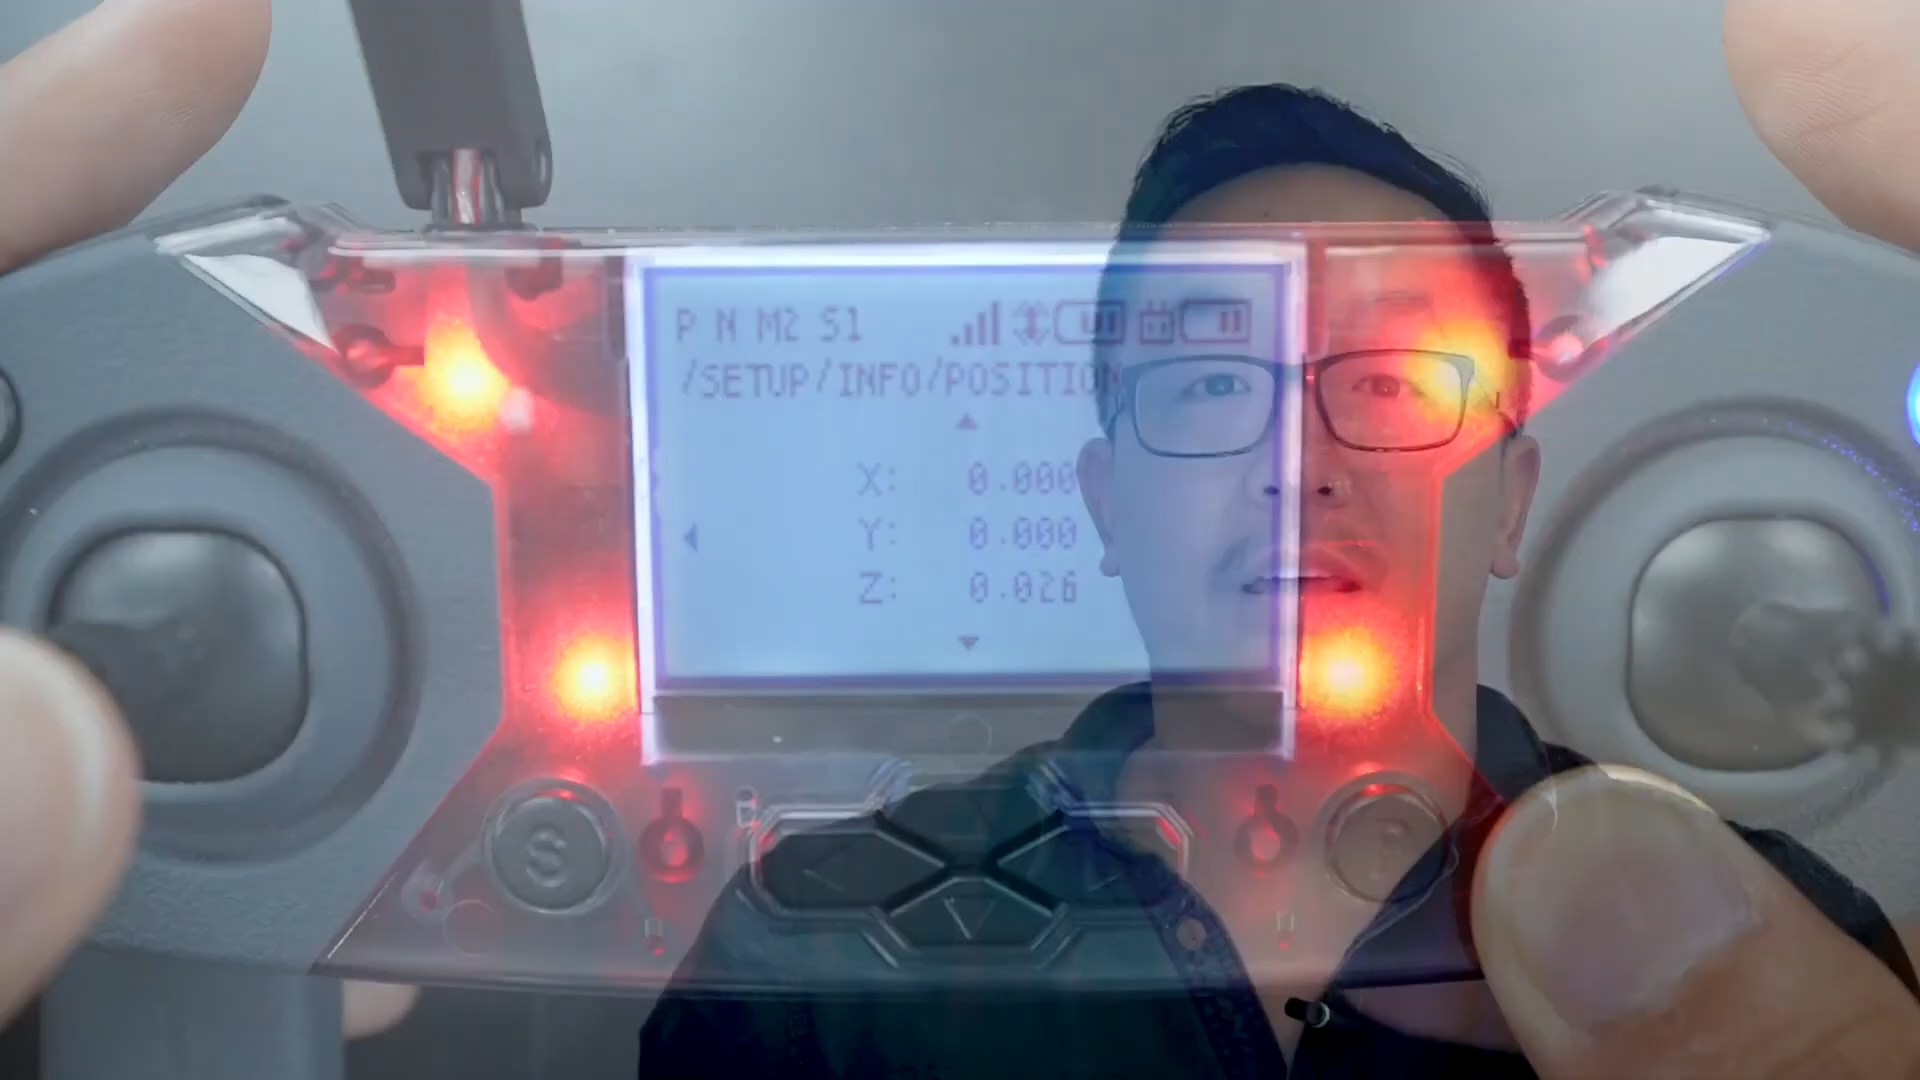 P N M2 S1
/SETUP/INFO/POSITION
X: 0.000
Y: 0.000
Z: 0.026
S P